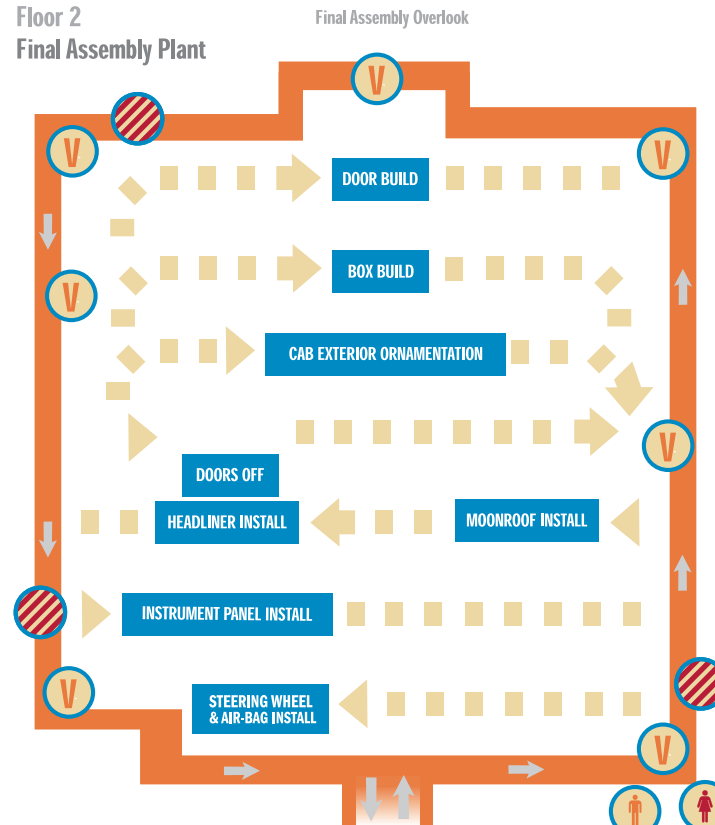 Floor 2
Final Assembly Plant
Final Assembly Overlook
V
V
V
DOOR BUILD
BOX BUILD
V
CAB EXTERIOR ORNAMENTATION
V
DOORS OFF
HEADLINER INSTALL
MOONROOF INSTALL
INSTRUMENT PANEL INSTALL
V
STEERING WHEEL
& AIR-BAG INSTALL
V